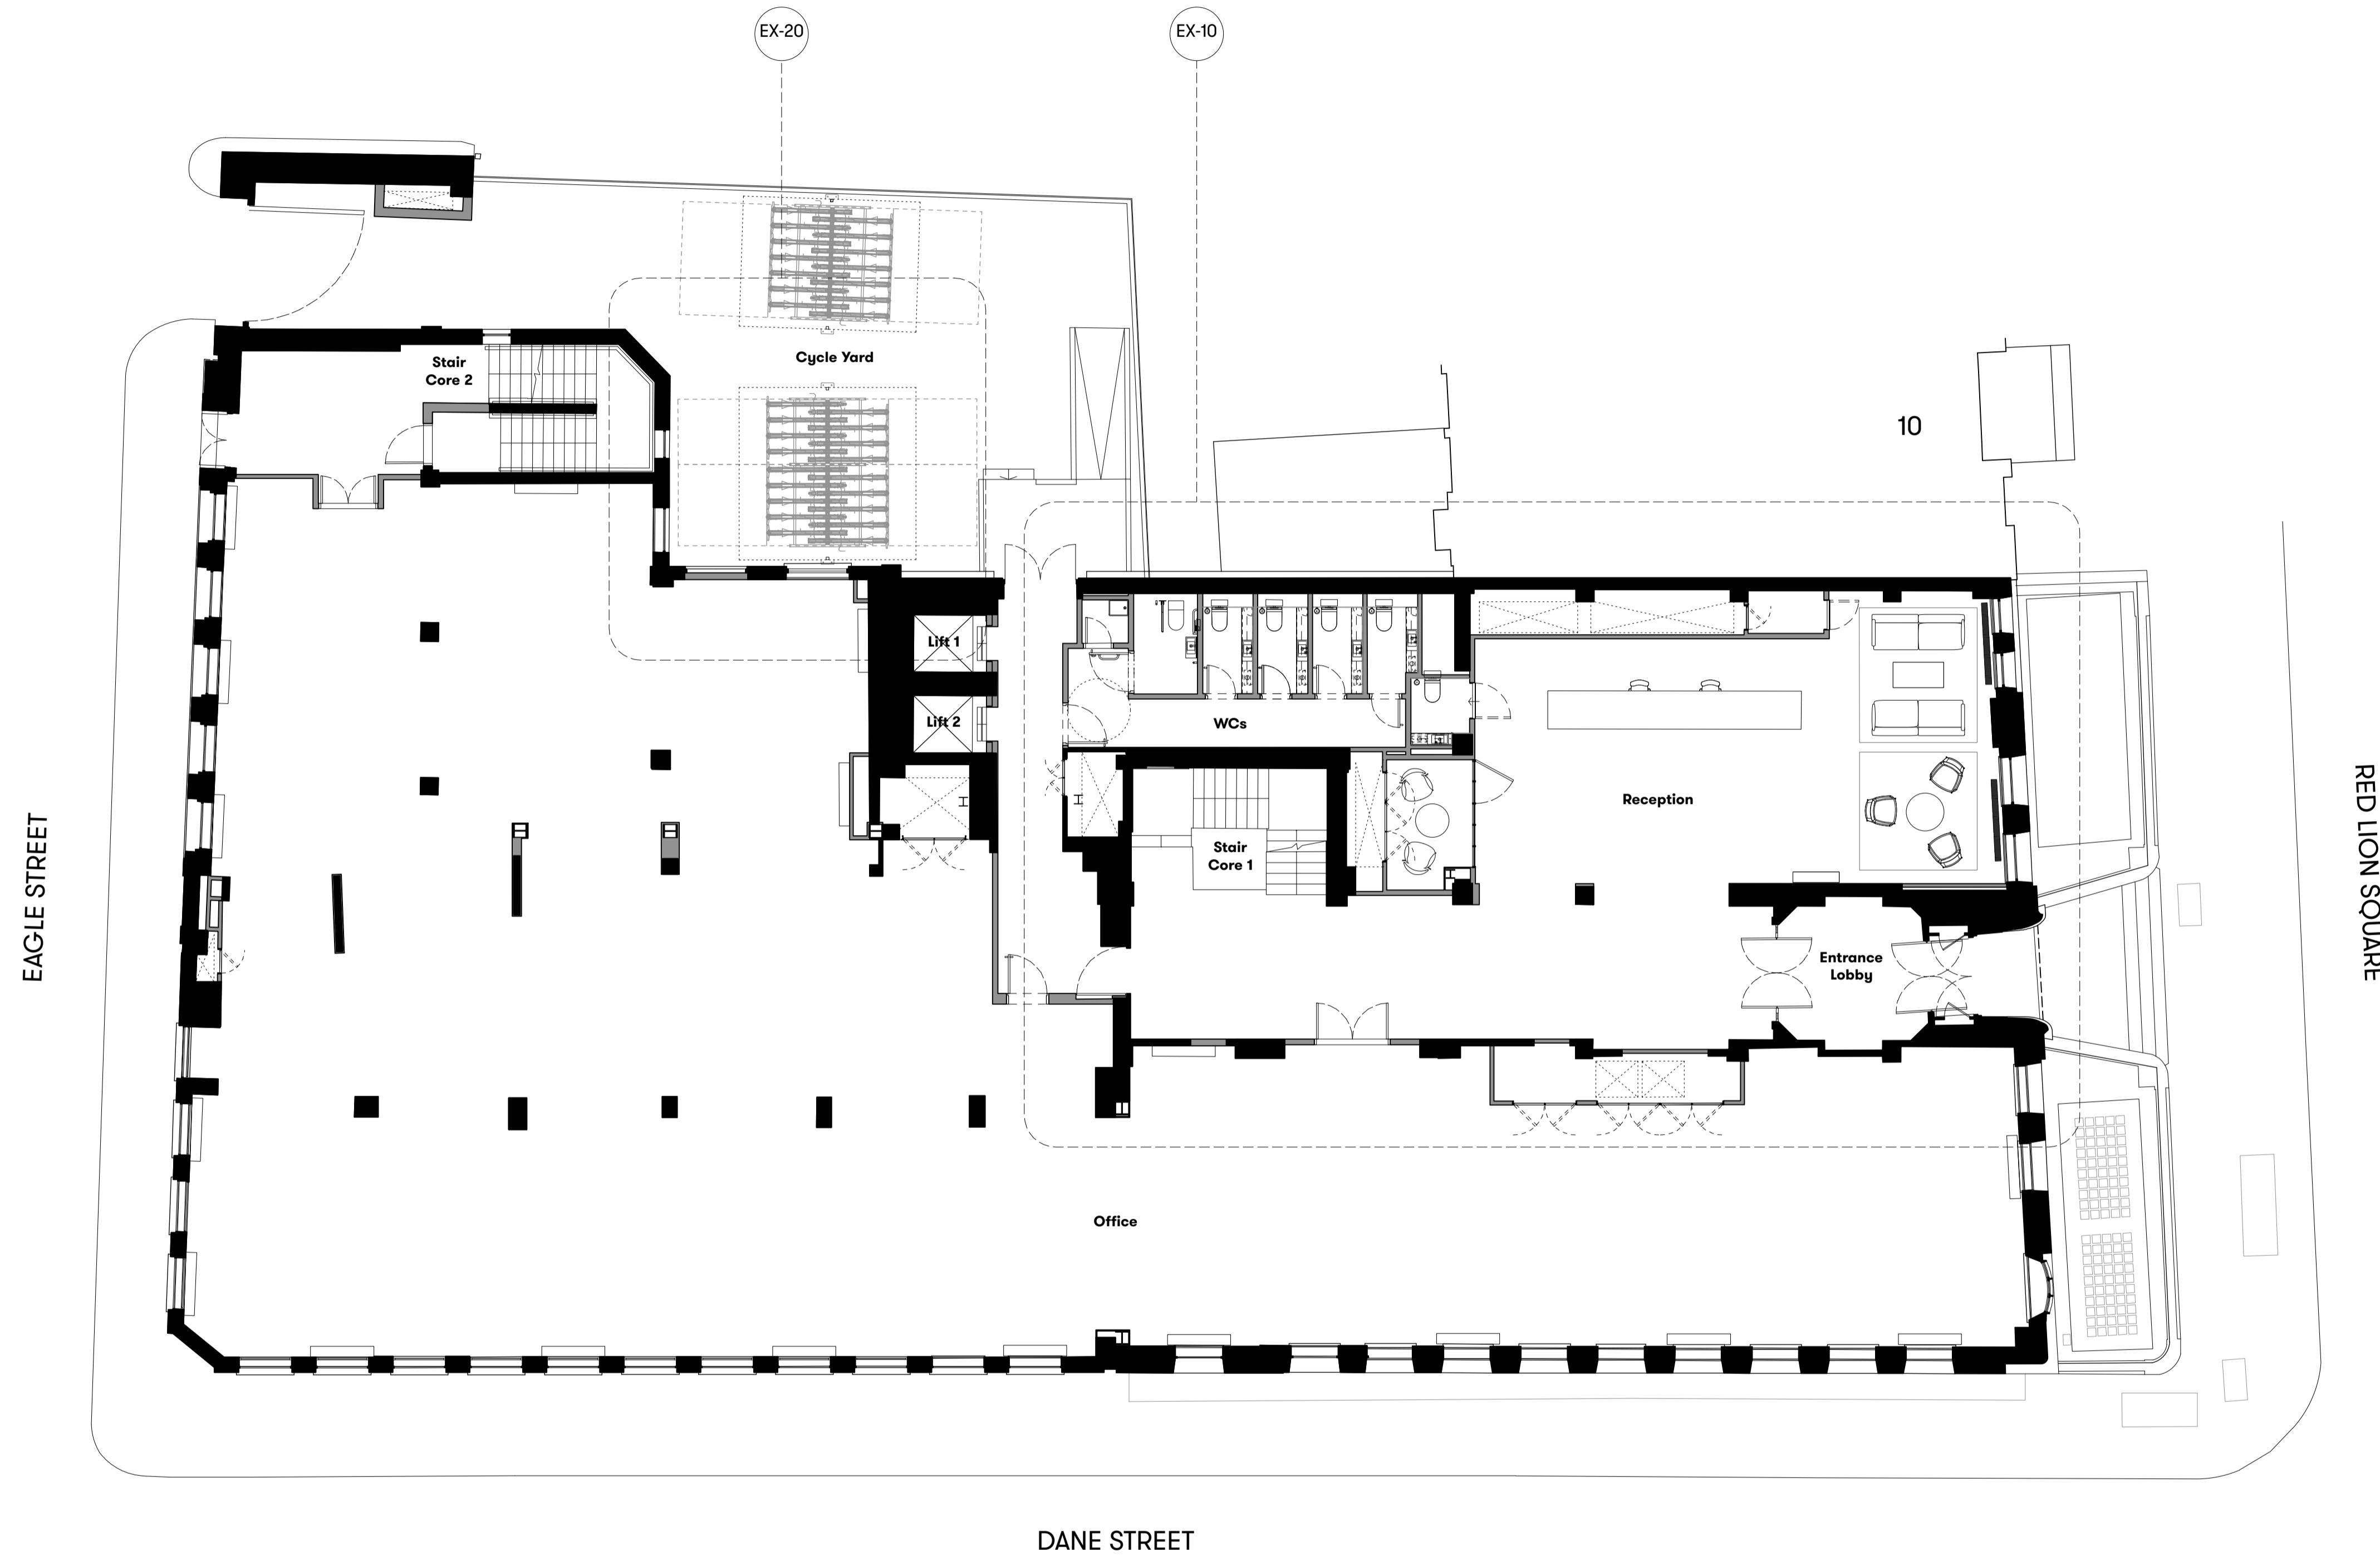 EX-20
EX-10
Stair
Core 2
Cycle Yard
10
Lift 1
Lift 2
WCs
Reception
Stair
Core 1
Entrance
Lobby
Office
EAGLE STREET
RED LION SQUARE
DANE STREET